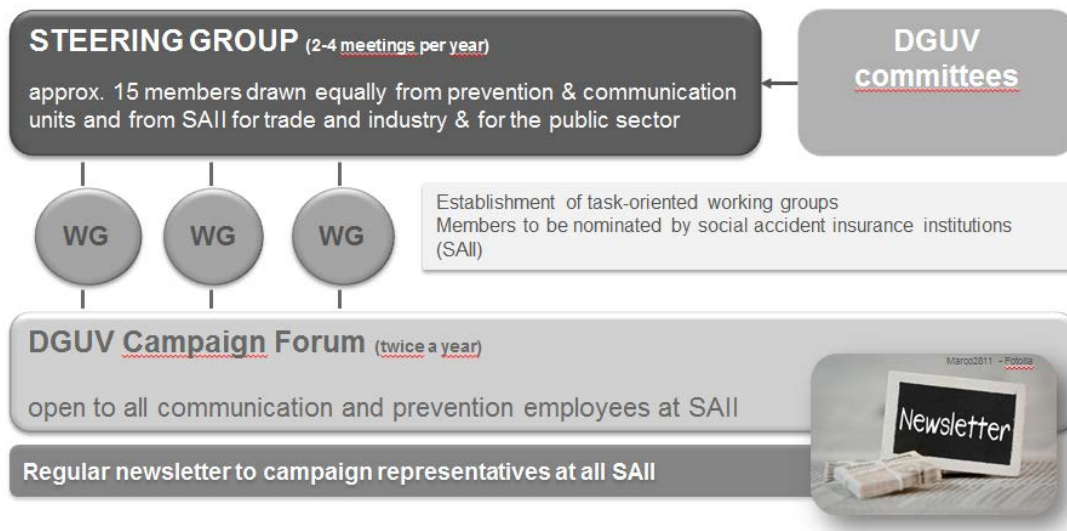 STEERING GROUP (2-4 meetings per year)
approx. 15 members drawn equally from prevention & communication
units and from SAII for trade and industry & for the public sector
DGUV
committees
WG
WG
WG
Establishment of task-oriented working groups
Members to be nominated by social accident insurance institutions
(SAII)
DGUV Campaign Forum (twice a year)
open to all communication and prevention employees at SAII
Marco2811 - Fotolia
Newsletter
Regular newsletter to campaign representatives at all SAII